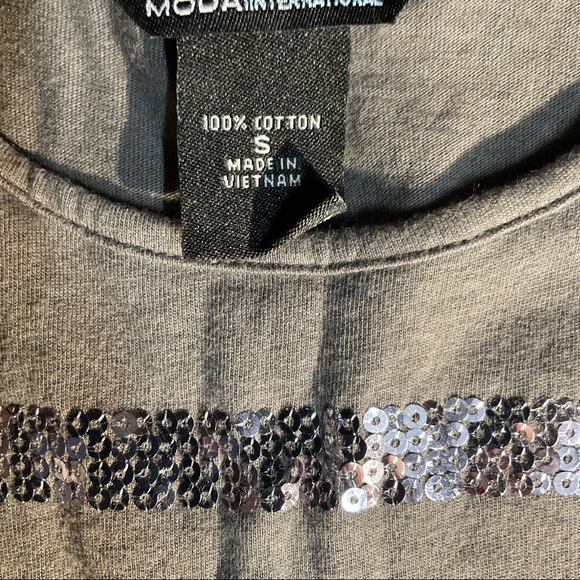 MODA INTERNATIONAL
100% COTTON
S
MADE IN
VIETNAM